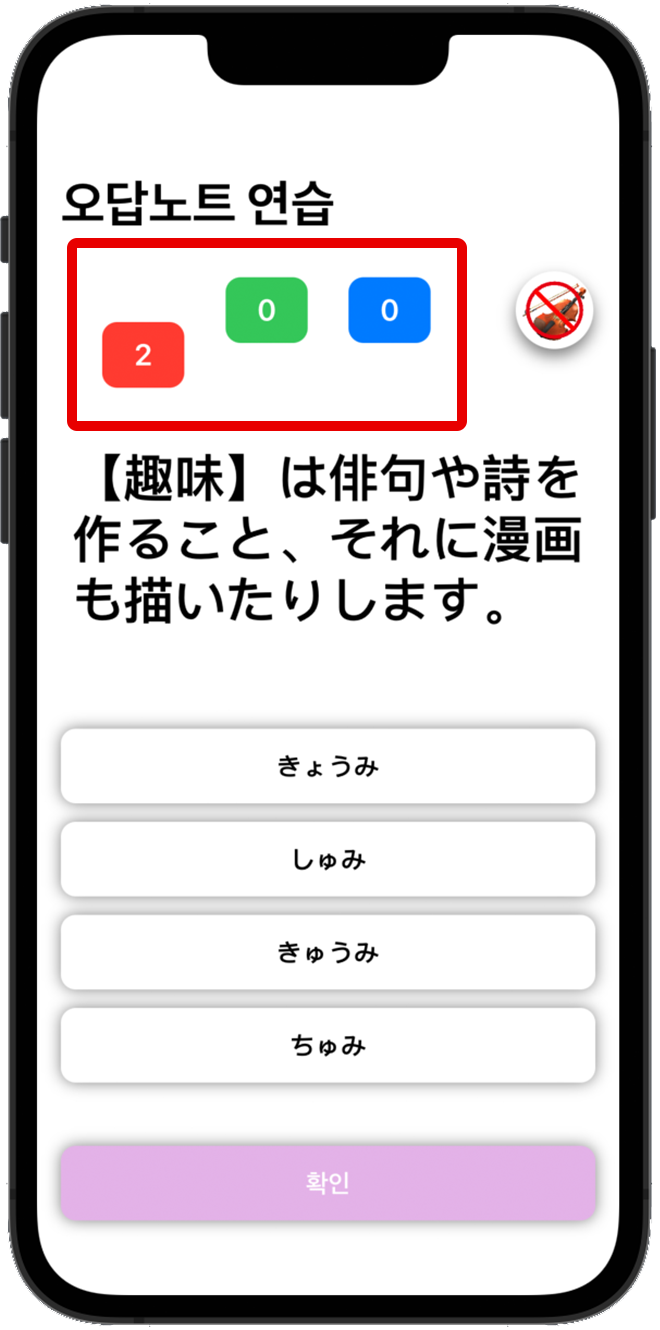 오답노트 연습
0
0
2
【趣味】は俳句や詩を
作ること、それに漫画
も描いたりします。
きょうみ
しゅみ
きゅうみ
ちゅみ
확인